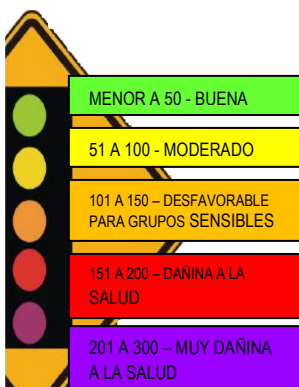 MENOR A 50 - BUENA
51 A 100 - MODERADO
101 A 150 – DESFAVORABLE
PARA GRUPOS SENSIBLES
151 A 200 – DAÑINA A LA
SALUD
201 A 300 – MUY DAÑINA
A LA SALUD